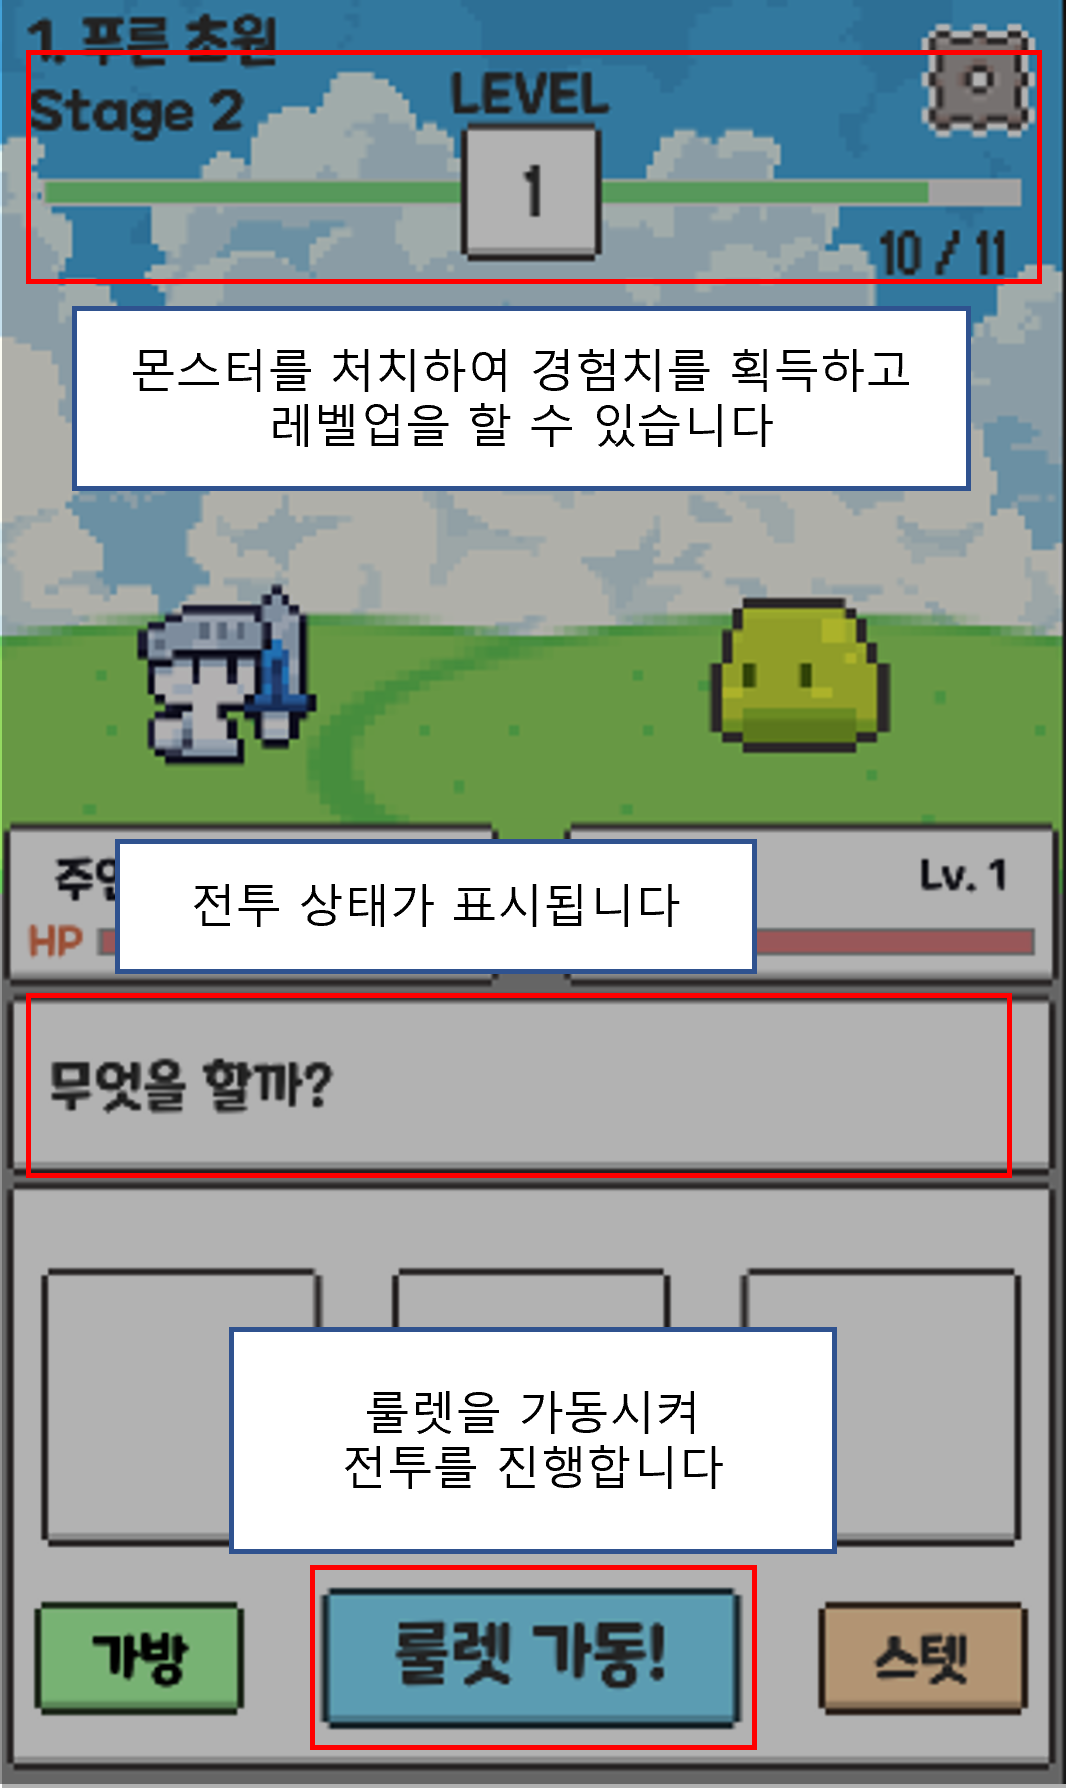 1. 푸른 초원
Stage 2
LEVEL
1
10 / 11
몬스터를 처치하여 경험치를 획득하고
레벨업을 할 수 있습니다
전투 상태가 표시됩니다
Lv. 1
HP
무엇을 할까?
룰렛을 가동시켜
전투를 진행합니다
가방
룰렛 가동!
스텟